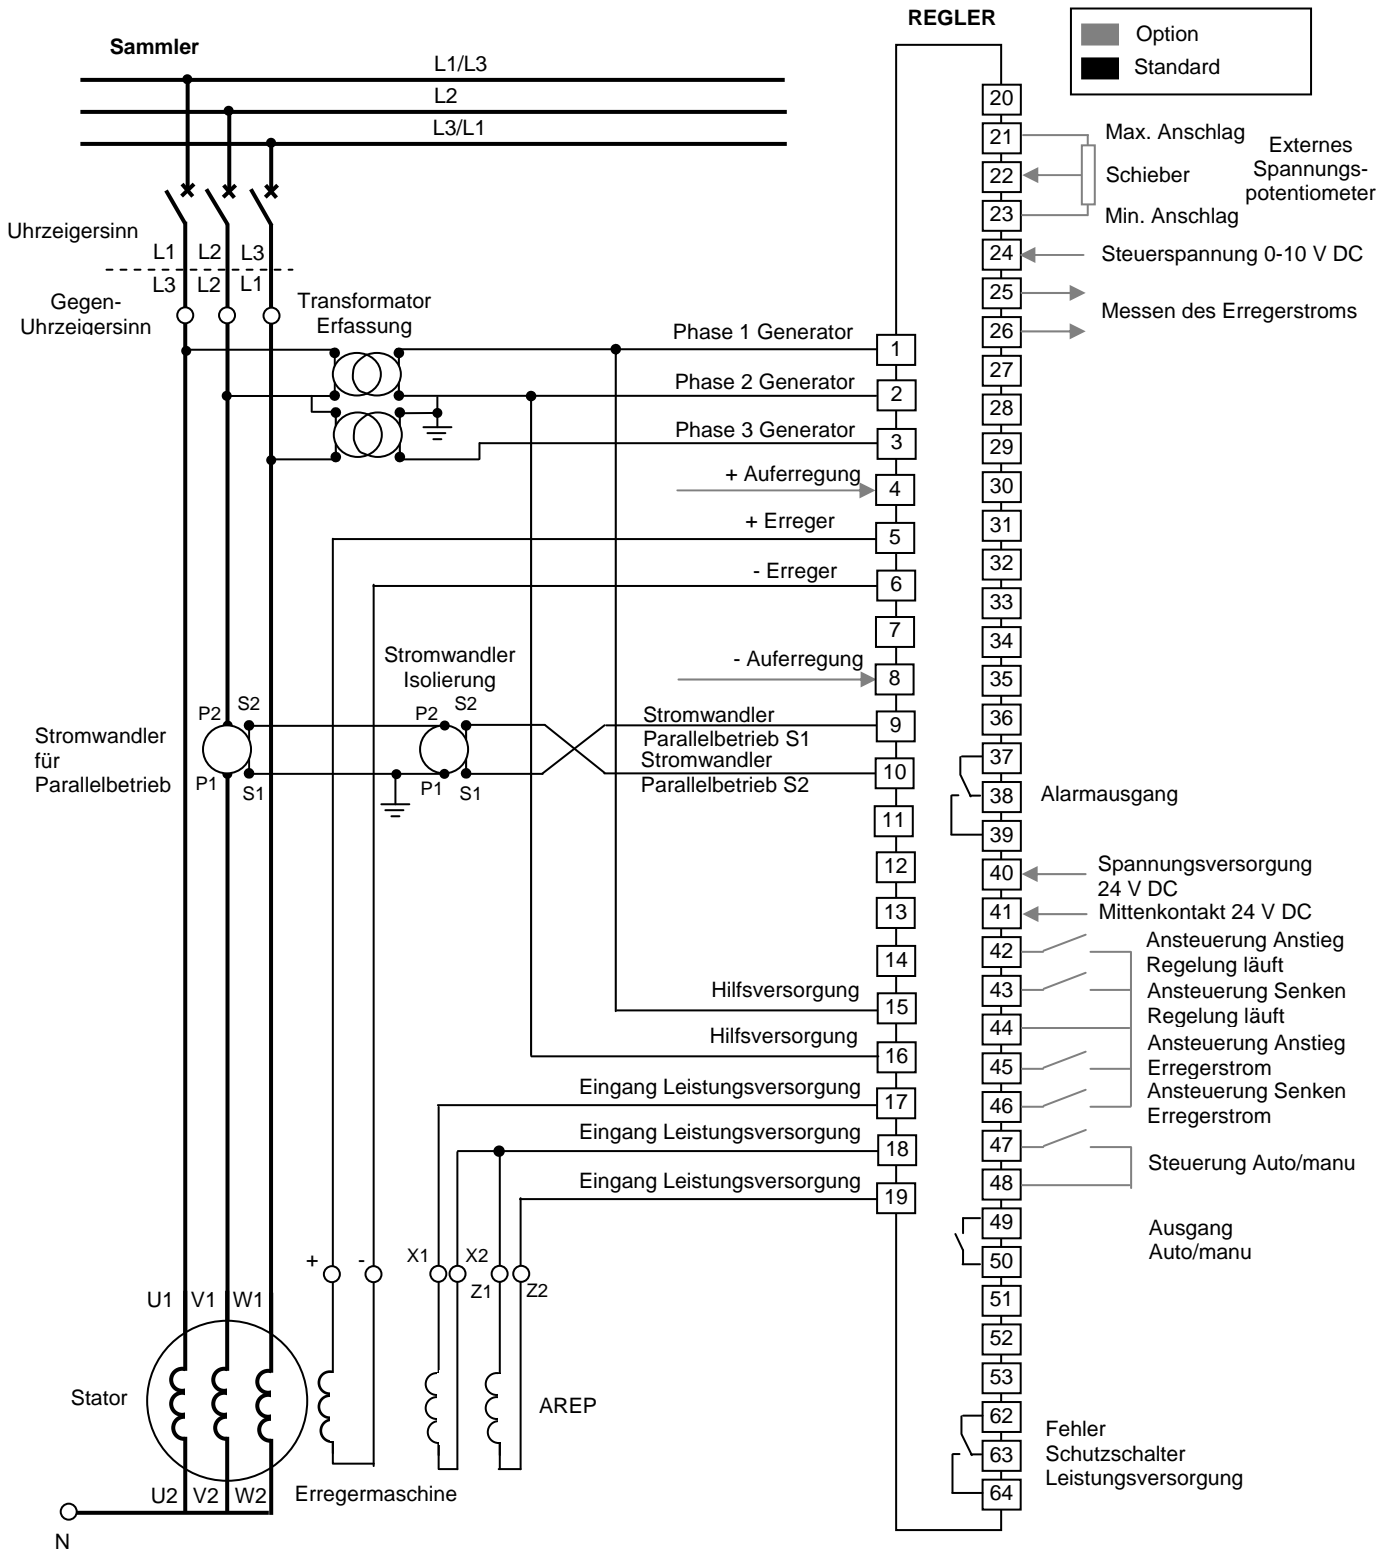 REGLER
Option
Standard
Sammler
L1/L3
L2
L3/L1
Uhrzeigersinn
L1 L2 L3
L3 L2 L1
Gegen-
Uhrzeigersinn
Transformator
Erfassung
Phase 1 Generator
1
Phase 2 Generator
2
Phase 3 Generator
3
+ Auferregung
4
+ Erreger
5
- Erreger
6
7
- Auferregung
8
Stromwandler
Isolierung
P2 S2
P2 S2
P1 S1
P1 S1
Stromwandler
für
Parallelbetrieb
Stromwandler
Parallelbetrieb S1
9
Stromwandler
Parallelbetrieb S2
10
11
12
13
14
Hilfsversorgung
15
Hilfsversorgung
16
Eingang Leistungsversorgung
17
Eingang Leistungsversorgung
18
Eingang Leistungsversorgung
19
+ -
X1 X2
Z1 Z2
U1 V1 W1
Stator
AREP
U2 V2 W2
Erregermaschine
N
20
21
Max. Anschlag
22
Schieber
23
Min. Anschlag
Externes
Spannungs-
potentiometer
24
Steuerspannung 0-10 V DC
25
26
Messen des Erregerstroms
27
28
29
30
31
32
33
34
35
36
37
38
Alarmausgang
39
40
Spannungsversorgung
24 V DC
41
Mittenkontakt 24 V DC
42
Ansteuerung Anstieg
Regelung läuft
43
Ansteuerung Senken
Regelung läuft
44
45
Ansteuerung Anstieg
Erregerstrom
46
Ansteuerung Senken
Erregerstrom
47
48
Steuerung Auto/manu
49
50
Ausgang
Auto/manu
51
52
53
62
63
64
Fehler
Schutzschalter
Leistungsversorgung